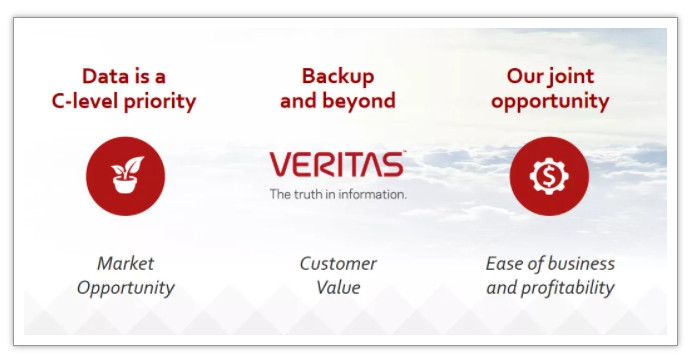 Data is a
C-level priority
Market
Opportunity
Backup
and beyond
VERITAS™
The truth in information.
Customer
Value
Our joint
opportunity
$
Ease of business
and profitability